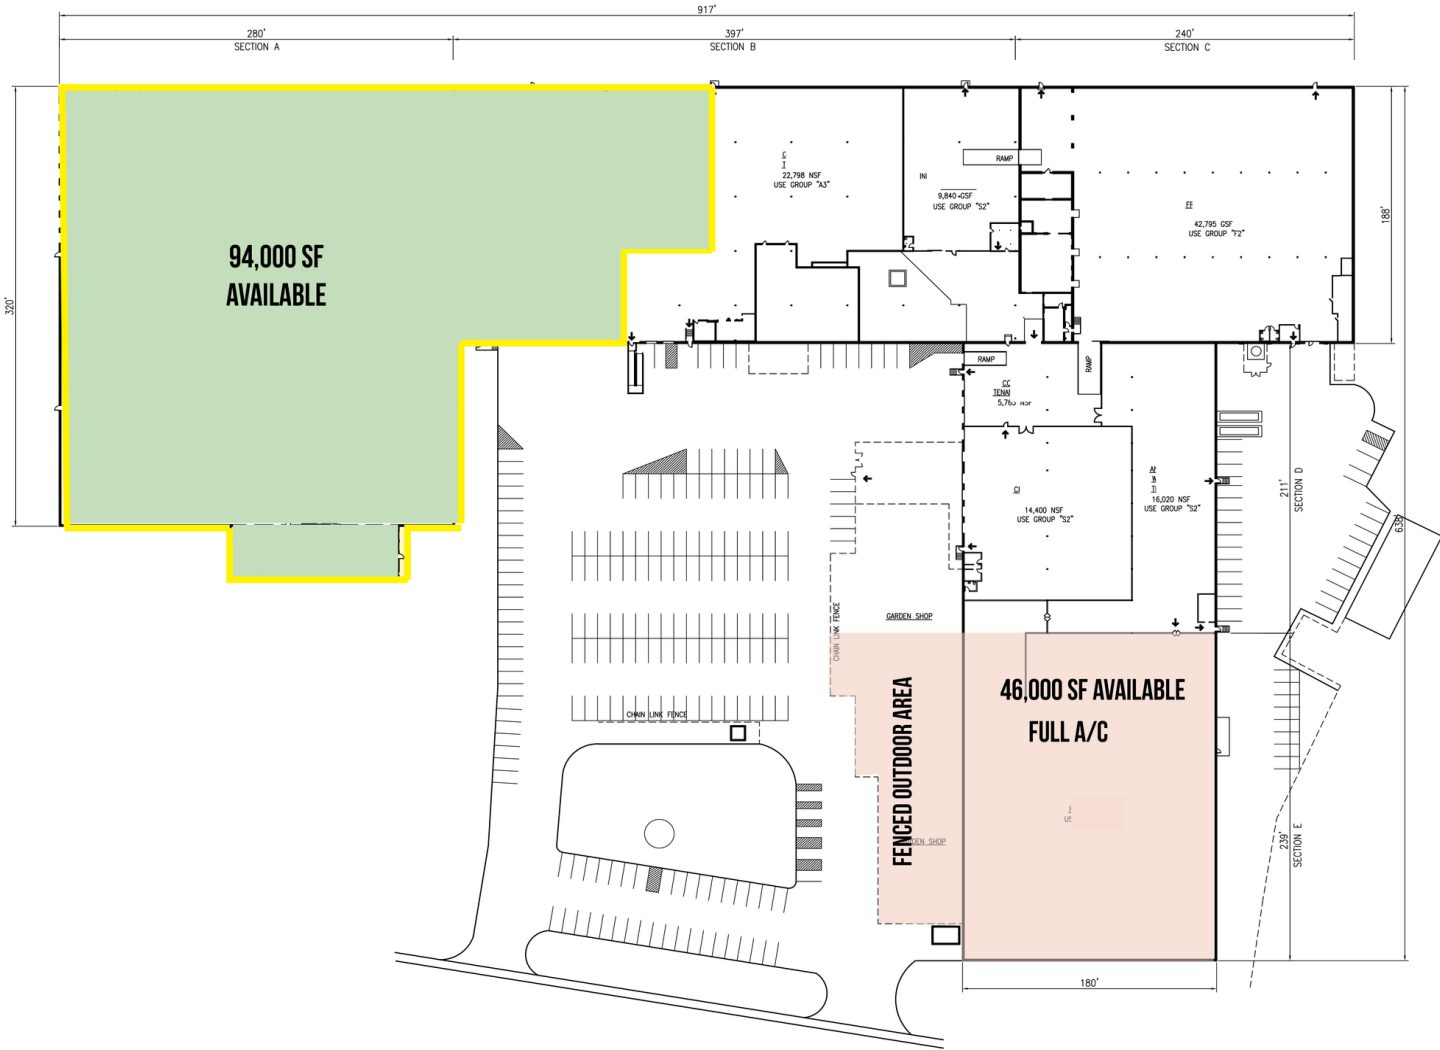 917'
280'
SECTION A
397'
SECTION B
240'
SECTION C
320'
188'
94,000 SF
AVAILABLE
22,798 NSF
USE GROUP "A3"
RAMP
9,840 GSF
USE GROUP "S2"
42,795 GSF
USE GROUP "F2"
RAMP
RAMP
14,400 NSF
USE GROUP "S2"
16,020 NSF
USE GROUP "S2"
211'
SECTION D
638'
GARDEN SHOP
CHAIN LINK FENCE
CHAIN LINK FENCE
46,000 SF AVAILABLE
FULL A/C
FENCED OUTDOOR AREA
SHOP
239'
SECTION E
180'